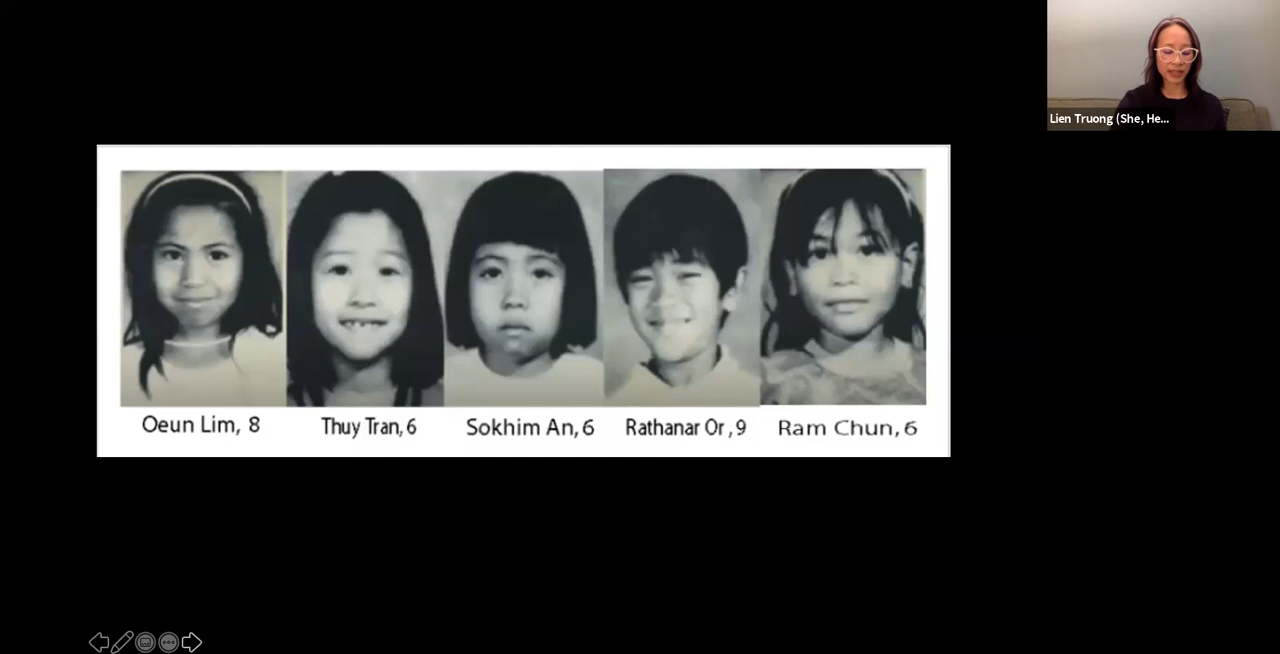 Lien Truong (She, He...
Oeun Lim, 8
Thuy Tran, 6
Sokhim An, 6
Rathanar Or , 9
Ram Chun, 6